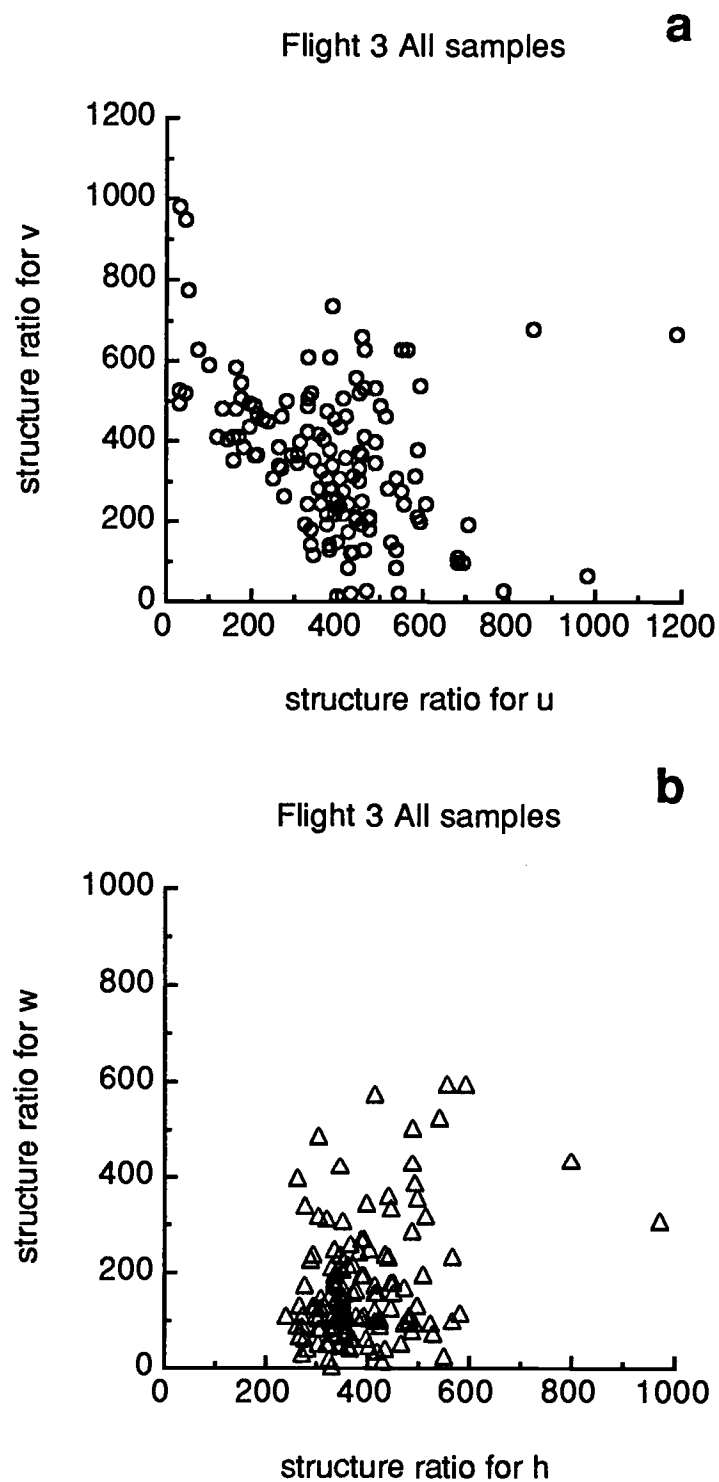 a
Flight 3 All samples
1200
1000
800
600
400
200
0
structure ratio for v
0 200 400 600 800 1000 1200
structure ratio for u
b
Flight 3 All samples
1000
800
600
400
200
0
structure ratio for w
0 200 400 600 800 1000
structure ratio for h